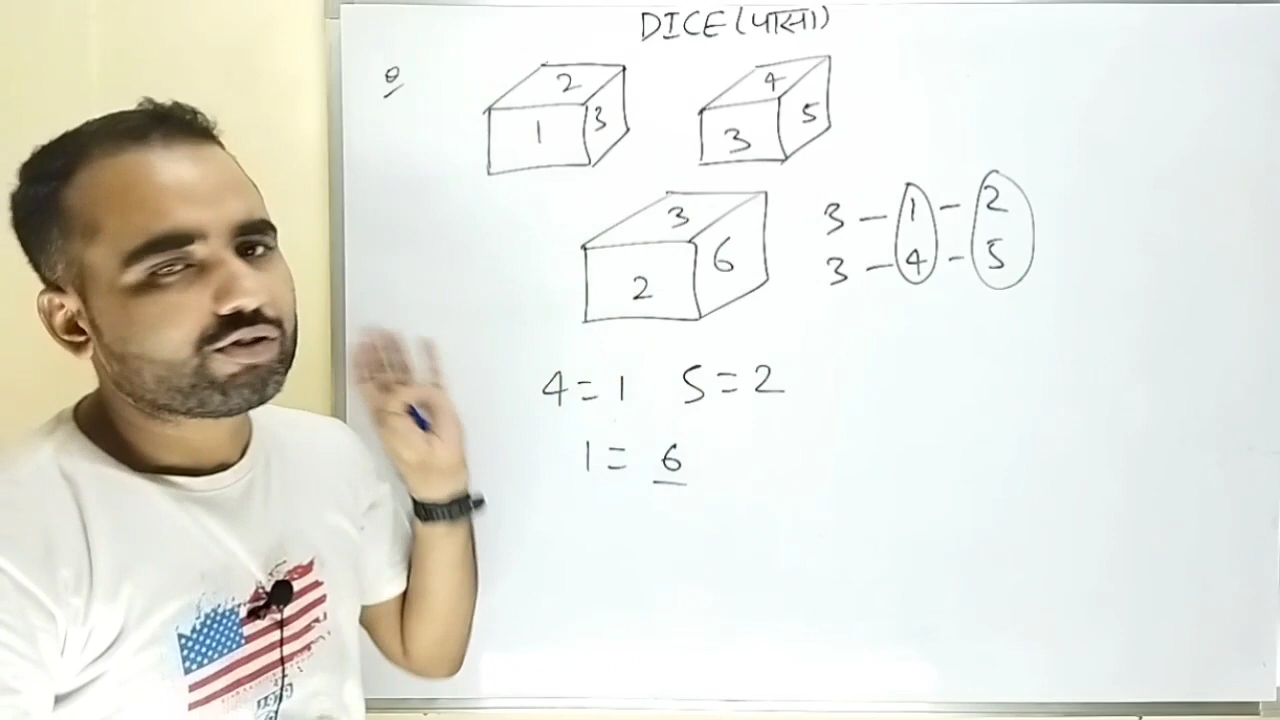 DICE (पासा)
Q
2
1 3
4
3 5
3
2 6
3 - 1 - 2
3 - 4 - 5
4 = 1 5 = 2
1 = 6